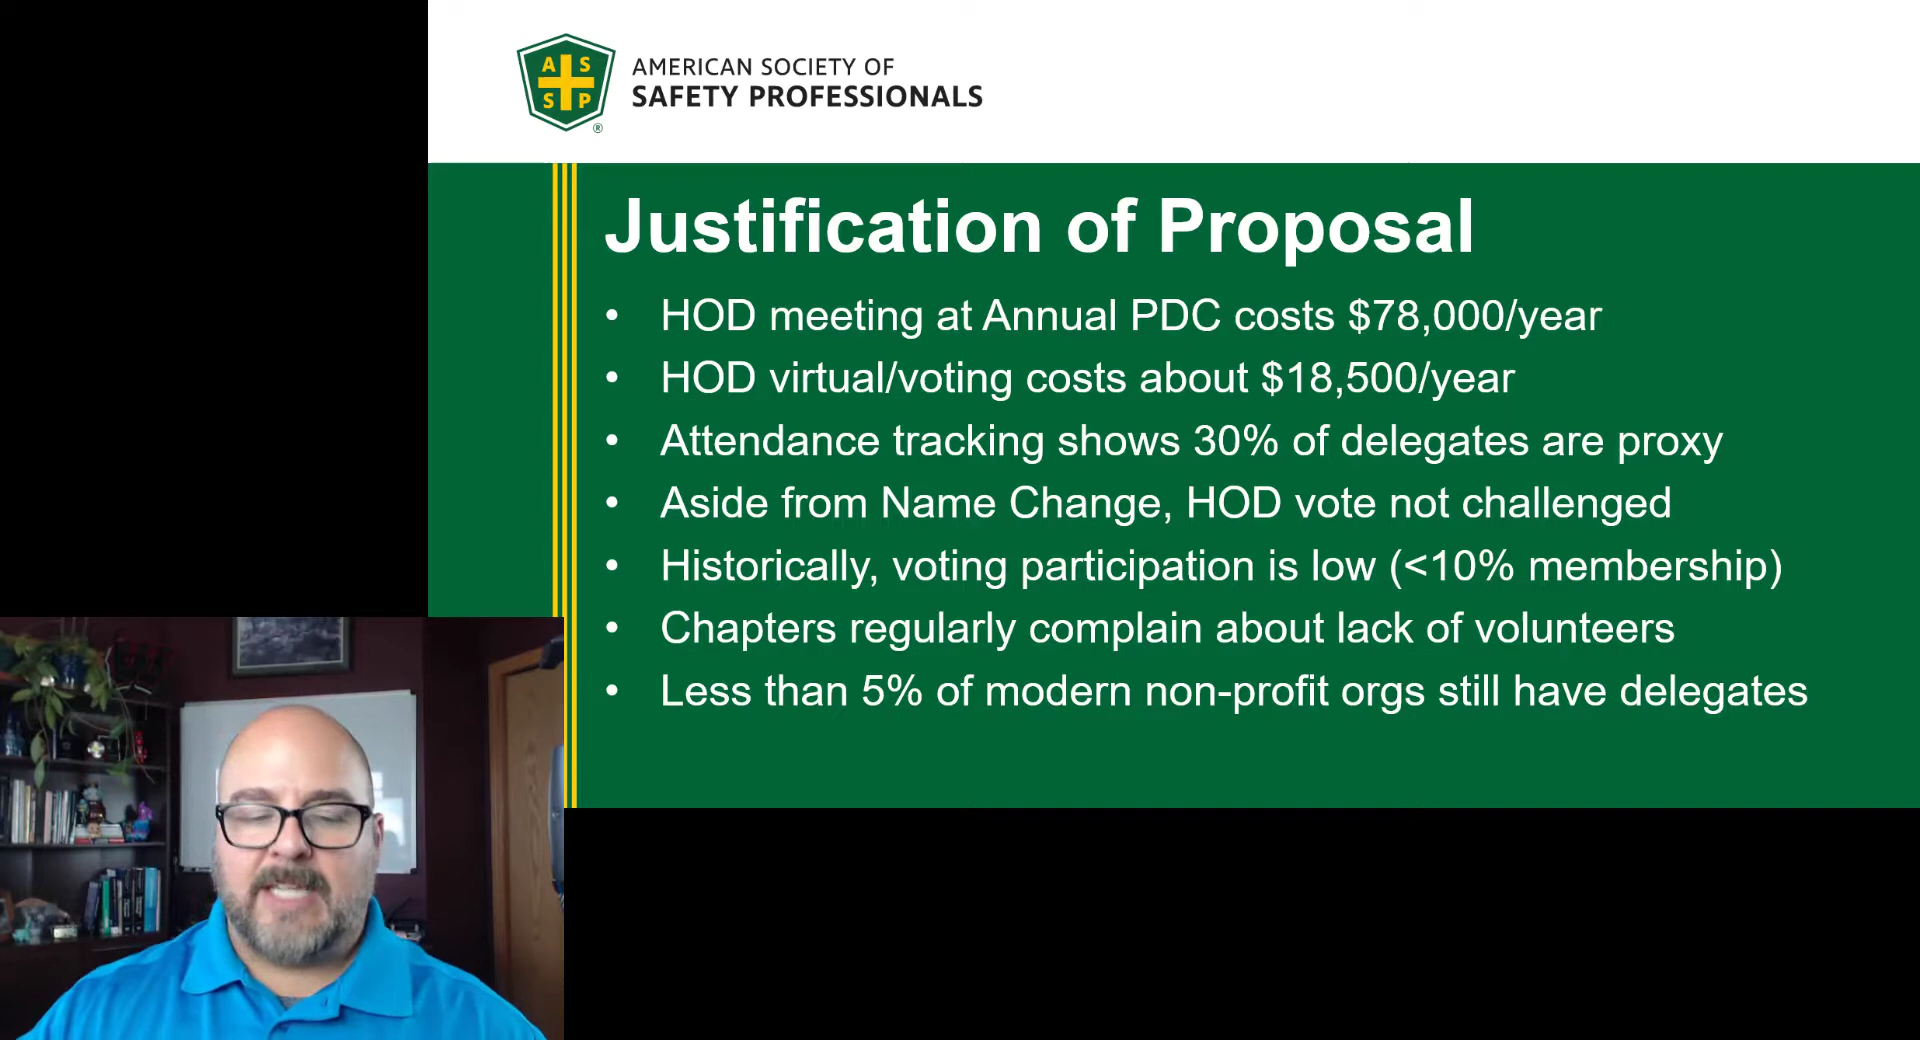 A S
S P
®
AMERICAN SOCIETY OF
SAFETY PROFESSIONALS
Justification of Proposal
• HOD meeting at Annual PDC costs $78,000/year
• HOD virtual/voting costs about $18,500/year
• Attendance tracking shows 30% of delegates are proxy
• Aside from Name Change, HOD vote not challenged
• Historically, voting participation is low (<10% membership)
• Chapters regularly complain about lack of volunteers
• Less than 5% of modern non-profit orgs still have delegates